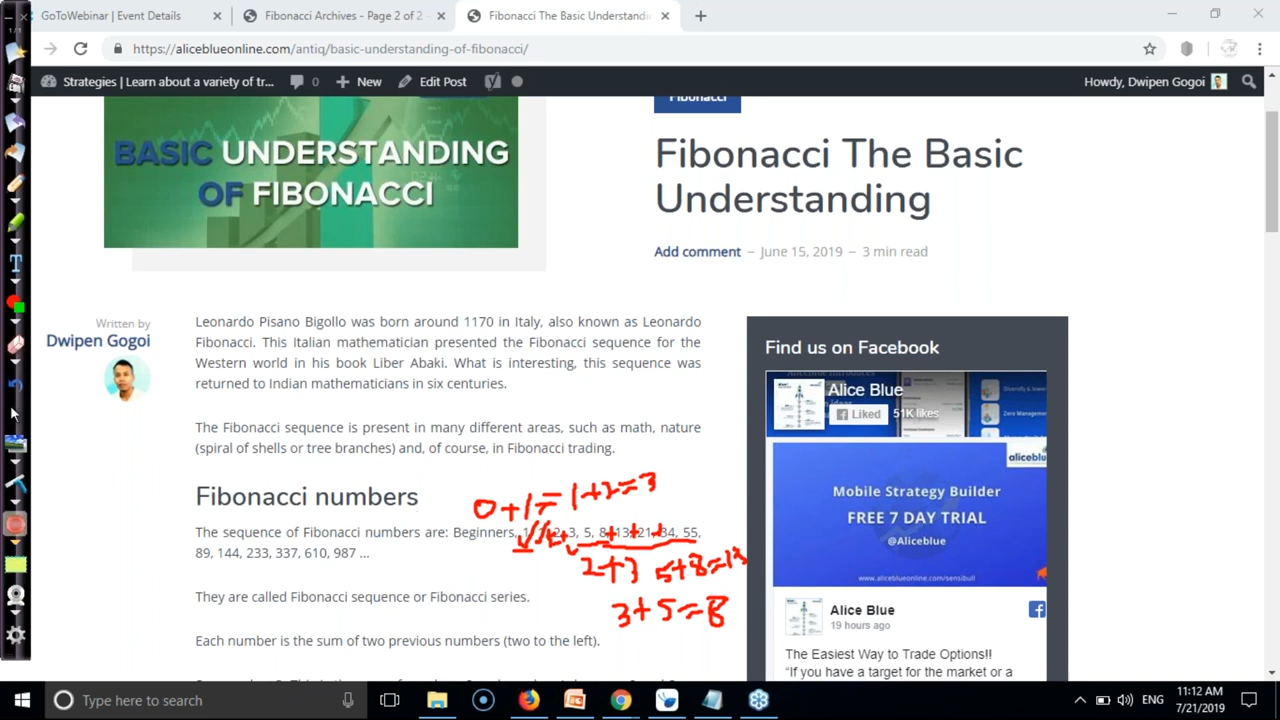 GoToWebinar | Event Details
Fibonacci Archives - Page 2 of 2
Fibonacci The Basic Understandin
https://aliceblueonline.com/antiq/basic-understanding-of-fibonacci/
1/1
Strategies | Learn about a variety of tr... 0 New Edit Post Howdy, Dwipen Gogoi
BASIC UNDERSTANDING
OF FIBONACCI
Fibonacci
Fibonacci The Basic
Understanding
Add comment – June 15, 2019 – 3 min read
Written by
Dwipen Gogoi
Leonardo Pisano Bigollo was born around 1170 in Italy, also known as Leonardo
Fibonacci. This Italian mathematician presented the Fibonacci sequence for the
Western world in his book Liber Abaki. What is interesting, this sequence was
returned to Indian mathematicians in six centuries.
The Fibonacci sequence is present in many different areas, such as math, nature
(spiral of shells or tree branches) and, of course, in Fibonacci trading.
Fibonacci numbers
0+1=1+2=3
The sequence of Fibonacci numbers are: Beginners, 1, 1, 2, 3, 5, 8, 13, 21, 34, 55,
89, 144, 233, 337, 610, 987 ...
2+3 5+8=13
3+5=8
They are called Fibonacci sequence or Fibonacci series.
Each number is the sum of two previous numbers (two to the left).
Find us on Facebook
Alice Blue
Liked 51K likes
aliceblue
Mobile Strategy Builder
FREE 7 DAY TRIAL
@Aliceblue
www.aliceblueonline.com/sensibull
Alice Blue
19 hours ago
The Easiest Way to Trade Options!!
"If you have a target for the market or a
Type here to search
ENG
11:12 AM
7/21/2019